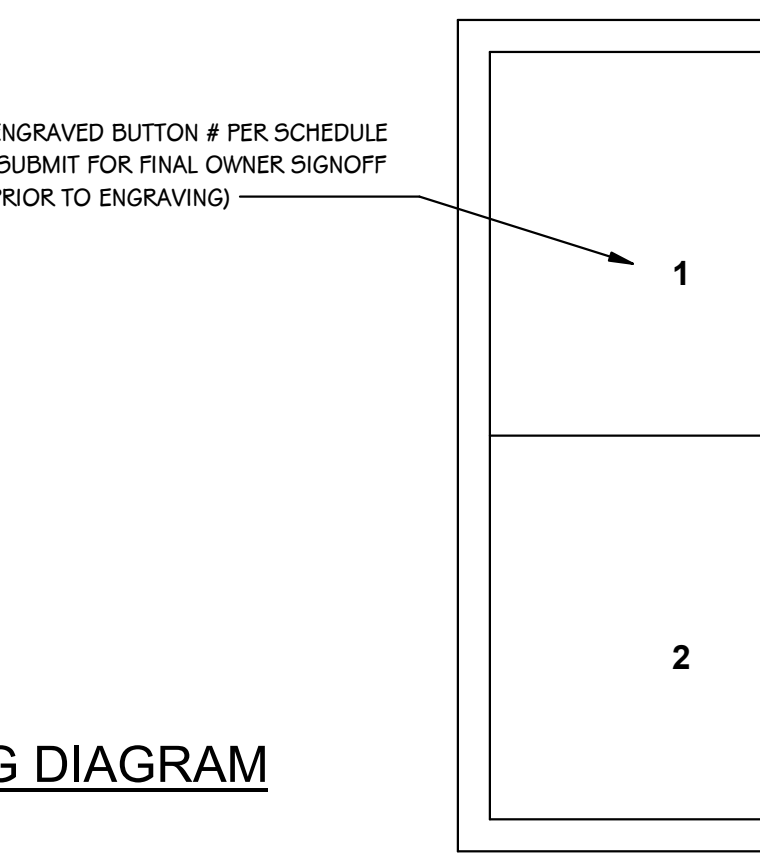 ENGRAVED BUTTON # PER SCHEDULE
SUBMIT FOR FINAL OWNER SIGNOFF
PRIOR TO ENGRAVING)
1
2
G DIAGRAM